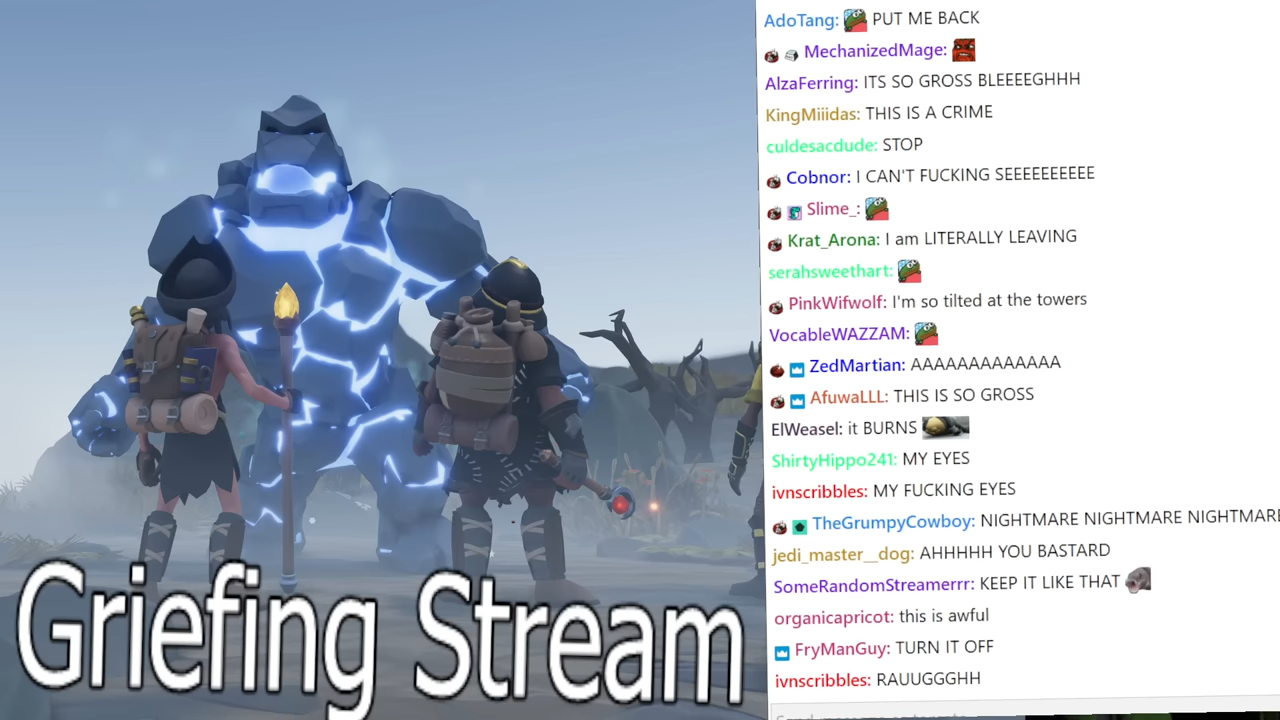 AdoTang: PUT ME BACK
MechanizedMage:
AlzaFerring: ITS SO GROSS BLEEEEGHHH
KingMiiidas: THIS IS A CRIME
culdesacdude: STOP
Cobnor: I CAN'T FUCKING SEEEEEEEEEE
Slime_:
Krat_Arona: I am LITERALLY LEAVING
serahsweethart:
PinkWifwolf: I'm so tilted at the towers
VocableWAZZAM:
ZedMartian: AAAAAAAAAAAAA
AfuwaLLL: THIS IS SO GROSS
ElWeasel: it BURNS
ShirtyHippo241: MY EYES
ivnscribbles: MY FUCKING EYES
TheGrumpyCowboy: NIGHTMARE NIGHTMARE NIGHTMARE
jedi_master__dog: AHHHHH YOU BASTARD
SomeRandomStreamerrr: KEEP IT LIKE THAT
organicapricot: this is awful
FryManGuy: TURN IT OFF
ivnscribbles: RAUUGGGHH
Griefing Stream